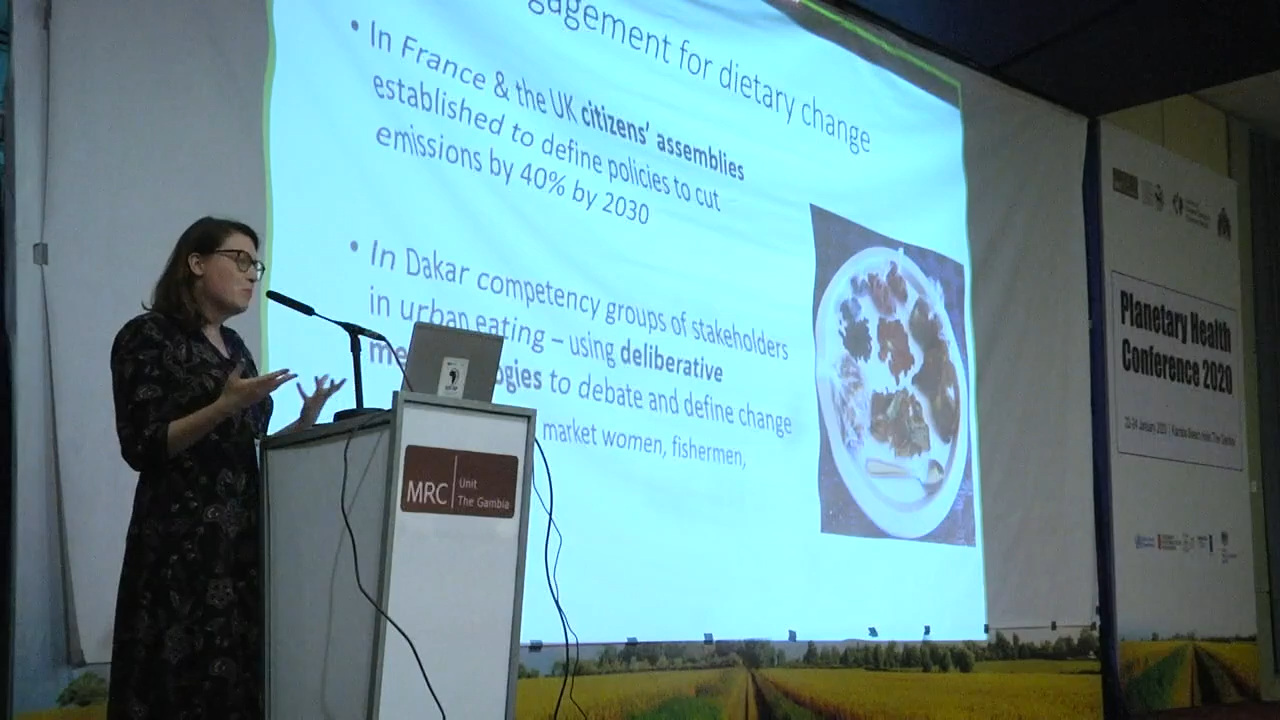 gagement for dietary change
• In France & the UK citizens' assemblies
established to define policies to cut
emissions by 40% by 2030
• In Dakar competency groups of stakeholders
in urban eating – using deliberative
me ogies to debate and define change
market women, fishermen,
MRC Unit
The Gambia
Planetary Health
Conference 2020